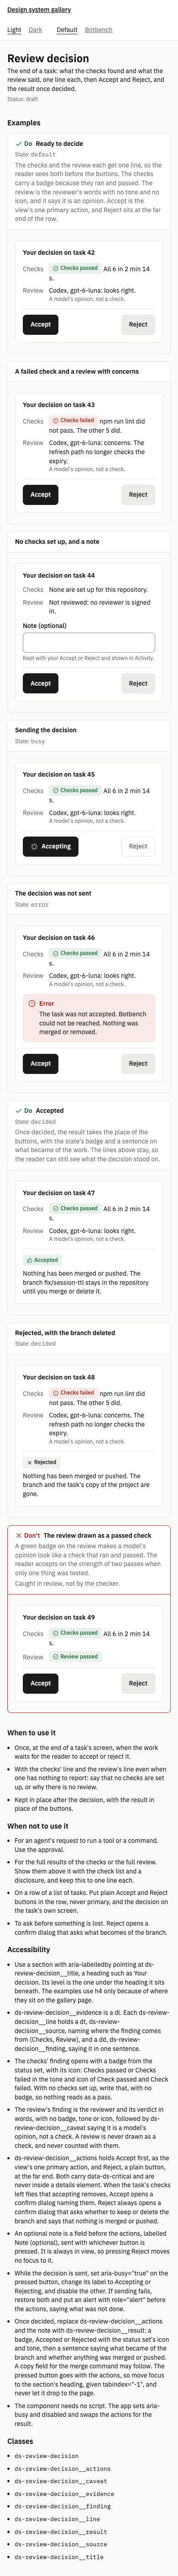 Design system gallery
Light Dark Default Botbench
Review decision
The end of a task: what the checks found and what the
review said, one line each, then Accept and Reject, and
the result once decided.
Status: draft
Examples
Do Ready to decide
State: default
The checks and the review each get one line, so the
reader sees both before the buttons. The checks
carry a badge because they ran and passed. The
review is the reviewer's words with no tone and no
icon, and it says it is an opinion. Accept is the
view's one primary action, and Reject sits at the far
end of the row.
Your decision on task 42
Checks Checks passed All 6 in 2 min 14
s.
Review Codex, gpt-6-luna: looks right.
A model's opinion, not a check.
Accept Reject
A failed check and a review with concerns
Your decision on task 43
Checks Checks failed npm run lint did
not pass. The other 5 did.
Review Codex, gpt-6-luna: concerns. The
refresh path no longer checks the
expiry.
A model's opinion, not a check.
Accept Reject
No checks set up, and a note
Your decision on task 44
Checks None are set up for this repository.
Review Not reviewed: no reviewer is signed
in.
Note (optional)
Kept with your Accept or Reject and shown in Activity.
Accept Reject
Sending the decision
State: busy
Your decision on task 45
Checks Checks passed All 6 in 2 min 14
s.
Review Codex, gpt-6-luna: looks right.
A model's opinion, not a check.
Accepting Reject
The decision was not sent
State: error
Your decision on task 46
Checks Checks passed All 6 in 2 min 14
s.
Review Codex, gpt-6-luna: looks right.
A model's opinion, not a check.
Error
The task was not accepted. Botbench
could not be reached. Nothing was
merged or removed.
Accept Reject
Do Accepted
State: decided
Once decided, the result takes the place of the
buttons, with the state's badge and a sentence on
what became of the work. The lines above stay, so
the reader can still see what the decision stood on.
Your decision on task 47
Checks Checks passed All 6 in 2 min 14
s.
Review Codex, gpt-6-luna: looks right.
A model's opinion, not a check.
Accepted
Nothing has been merged or pushed. The
branch fix/session-ttl stays in the repository
until you merge or delete it.
Rejected, with the branch deleted
State: decided
Your decision on task 48
Checks Checks failed npm run lint did
not pass. The other 5 did.
Review Codex, gpt-6-luna: concerns. The
refresh path no longer checks the
expiry.
A model's opinion, not a check.
Rejected
Nothing has been merged or pushed. The
branch and the task's copy of the project are
gone.
Don't The review drawn as a passed check
A green badge on the review makes a model's
opinion look like a check that ran and passed. The
reader accepts on the strength of two passes when
only one thing was tested.
Caught in review, not by the checker.
Your decision on task 49
Checks Checks passed All 6 in 2 min 14
s.
Review Review passed
Accept Reject
When to use it
Once, at the end of a task's screen, when the work
waits for the reader to accept or reject it.
With the checks' line and the review's line even when
one has nothing to report: say that no checks are set
up, or why there is no review.
Kept in place after the decision, with the result in
place of the buttons.
When not to use it
For an agent's request to run a tool or a command.
Use the approval.
For the full results of the checks or the full review.
Show them above it with the check list and a
disclosure, and keep this to one line each.
On a row of a list of tasks. Put plain Accept and Reject
buttons in the row, never primary, and the decision on
the task's own screen.
To ask before something is lost. Reject opens a
confirm dialog that asks what becomes of the branch.
Accessibility
Use a section with aria-labelledby pointing at ds-
review-decision__title, a heading such as Your
decision. Its level is the one under the heading it sits
beneath. The examples use h4 only because of where
they sit on the gallery page.
ds-review-decision__evidence is a dl. Each ds-review-
decision__line holds a dt, ds-review-
decision__source, naming where the finding comes
from (Checks, Review), and a dd, ds-review-
decision__finding, saying it in one sentence.
The checks' finding opens with a badge from the
status set, with its icon: Checks passed or Checks
failed in the tone and icon of Check passed and Check
failed. With no checks set up, write that, with no
badge, so nothing reads as a pass.
The review's finding is the reviewer and its verdict in
words, with no badge, tone or icon, followed by ds-
review-decision__caveat saying it is a model's
opinion, not a check. A review is never drawn as a
check, and never counted with them.
ds-review-decision__actions holds Accept first, as the
view's one primary action, and Reject, a plain button,
at the far end. Both carry data-ds-critical and are
never inside a details element. When the task's checks
left files that accepting removes, Accept opens a
confirm dialog naming them. Reject always opens a
confirm dialog that asks whether to keep or delete the
branch and says that nothing is merged or pushed.
An optional note is a field before the actions, labelled
Note (optional), sent with whichever button is
pressed. It is always in view, so pressing Reject moves
no focus to it.
While the decision is sent, set aria-busy="true" on the
pressed button, change its label to Accepting or
Rejecting, and disable the other. If sending fails,
restore both and put an alert with role="alert" before
the actions, saying what was not done.
Once decided, replace ds-review-decision__actions
and the note with ds-review-decision__result: a
badge, Accepted or Rejected with the status set's icon
and tone, then a sentence saying what became of the
branch and whether anything was merged or pushed.
A copy field for the merge command may follow. The
pressed button goes with the actions, so move focus
to the section's heading, given tabindex="-1", and
never let it drop to the page.
The component needs no script. The app sets aria-
busy and disabled and swaps the actions for the
result.
Classes
ds-review-decision
ds-review-decision__actions
ds-review-decision__caveat
ds-review-decision__evidence
ds-review-decision__finding
ds-review-decision__line
ds-review-decision__result
ds-review-decision__source
ds-review-decision__title